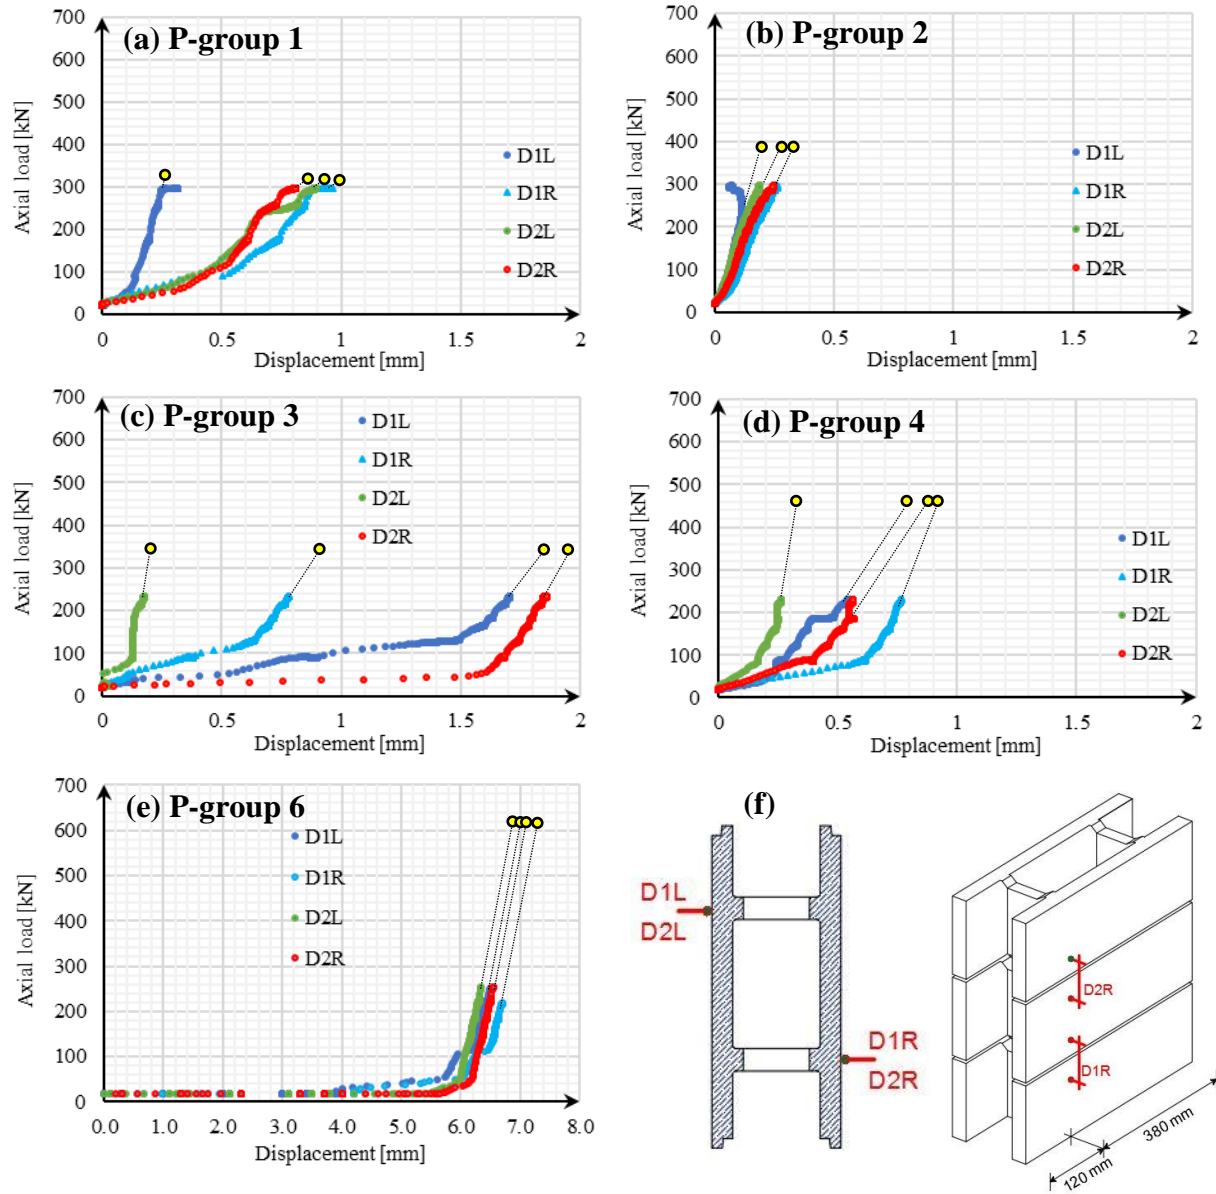 (a) P-group 1
Axial load [kN]
700
600
500
400
300
200
100
0
0
0.5
1
1.5
2
Displacement [mm]
D1L
D1R
D2L
D2R
(b) P-group 2
Axial load [kN]
700
600
500
400
300
200
100
0
0
0.5
1
1.5
2
Displacement [mm]
D1L
D1R
D2L
D2R
(c) P-group 3
Axial load [kN]
700
600
500
400
300
200
100
0
0
0.5
1
1.5
2
Displacement [mm]
D1L
D1R
D2L
D2R
(d) P-group 4
Axial load [kN]
700
600
500
400
300
200
100
0
0
0.5
1
1.5
2
Displacement [mm]
D1L
D1R
D2L
D2R
(e) P-group 6
Axial load [kN]
700
600
500
400
300
200
100
0
0.0
1.0
2.0
3.0
4.0
5.0
6.0
7.0
8.0
Displacement [mm]
D1L
D1R
D2L
D2R
(f)
D1L
D2L
D1R
D2R
D2R
D1R
380 mm
120 mm